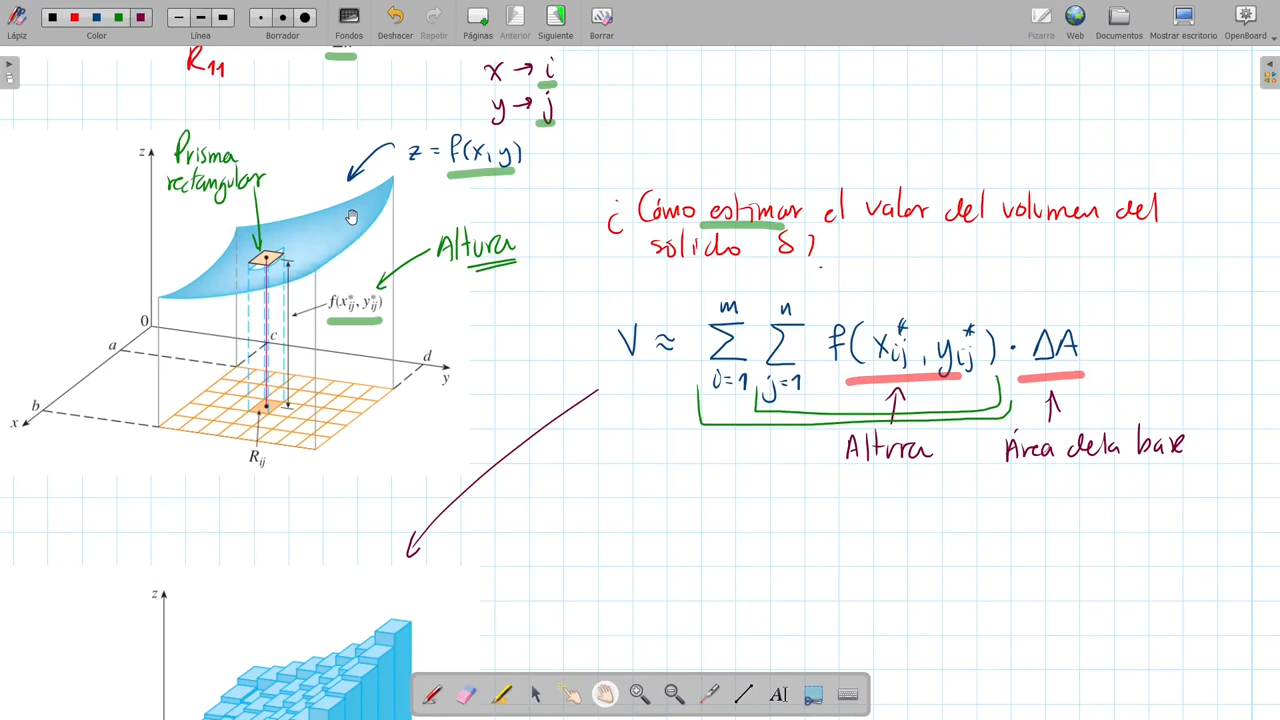 Lápiz
Color
Línea
Borrador
Fondos
Deshacer
Repetir
Páginas
Anterior
Siguiente
Borrar
Pizarra
Web
Documentos
Mostrar escritorio
OpenBoard
R11
x → i
y → j
z
Prisma
rectangular
z = f(x, y)
Altura
f(x*ij, y*ij)
0
a
b
x
c
d
y
Rij
¿Cómo estimar el valor del volumen del
sólido S?
V ≈ ∑ i=1 m ∑ j=1 n f(x*ij, y*ij) · ΔA
Altura
Área de la base
z